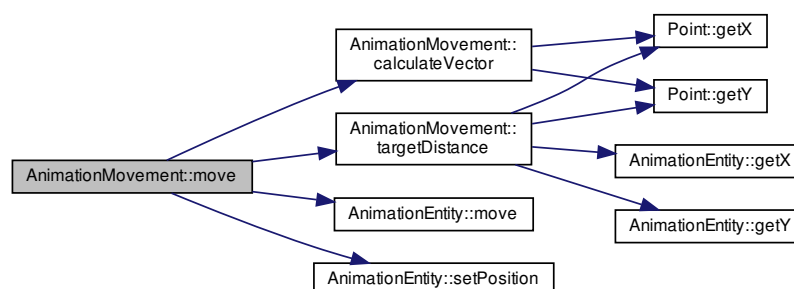 AnimationMovement::move
AnimationMovement::
calculateVector
AnimationMovement::
targetDistance
AnimationEntity::move
AnimationEntity::setPosition
Point::getX
Point::getY
AnimationEntity::getX
AnimationEntity::getY